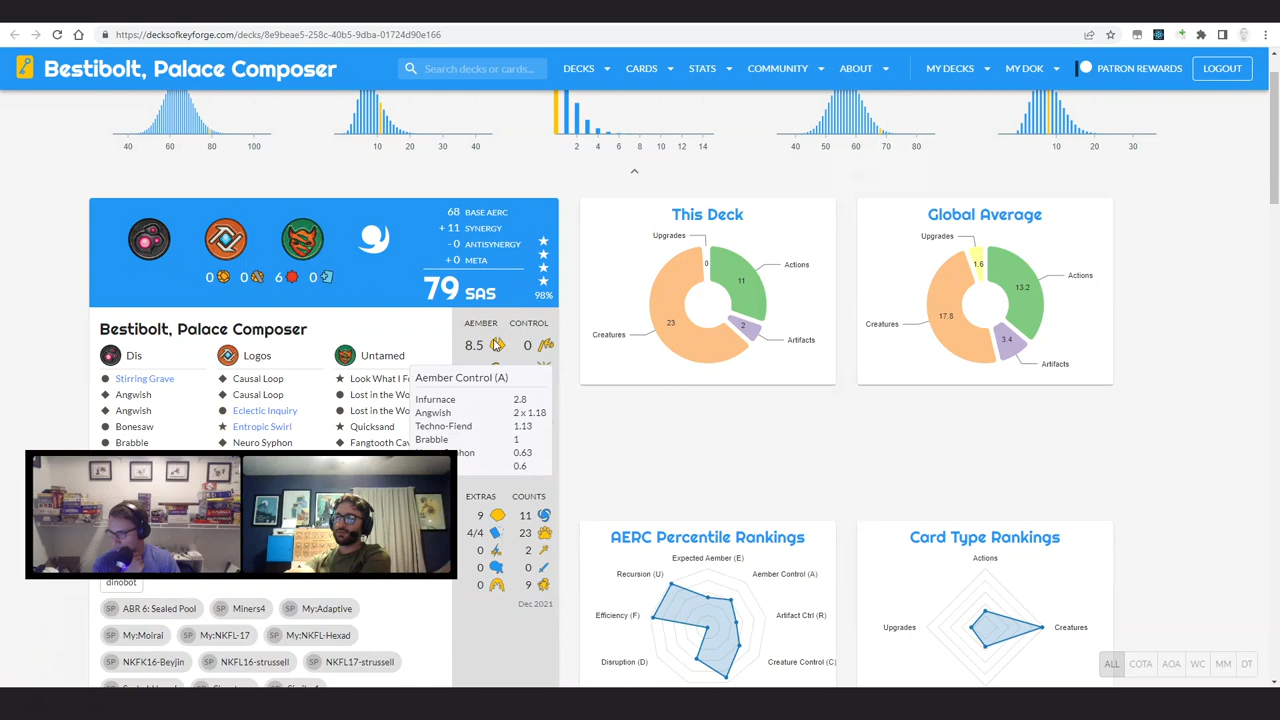 https://decksofkeyforge.com/decks/8e9beae5-258c-40b5-9dba-01724d90e166
Bestibolt, Palace Composer
Search decks or cards...
DECKS
CARDS
STATS
COMMUNITY
ABOUT
MY DECKS
MY DOK
PATRON REWARDS
LOGOUT
40 60 80 100
10 20 30 40
2 4 6 8 10 12 14
40 50 60 70 80
10 20 30
68 BASE AERC
+ 11 SYNERGY
- 0 ANTISYNERGY
+ 0 META
79 SAS
98%
0 0 6 0
Bestibolt, Palace Composer
Dis
Stirring Grave
Angwish
Angwish
Bonesaw
Brabble
Logos
Causal Loop
Causal Loop
Eclectic Inquiry
Entropic Swirl
Neuro Syphon
Untamed
Look What I F
Lost in the Wo
Lost in the Wo
Quicksand
Fangtooth Cav
AEMBER
CONTROL
8.5
0
Aember Control (A)
Infurnace 2.8
Angwish 2 x 1.18
Techno-Fiend 1.13
Brabble 1
phon 0.63
0.6
EXTRAS
COUNTS
9 11
4/4 23
0 2
0 0
0 9
Dec 2021
dinobot
SP ABR 6: Sealed Pool
SP Miners4
SP My:Adaptive
SP My:Moirai
SP My:NKFL-17
SP My:NKFL-Hexad
SP NKFK16-Beyjin
SP NKFL16-strussell
SP NKFL17-strussell
This Deck
Upgrades
0
Actions
11
Creatures
23
2
Artifacts
Global Average
Upgrades
1.6
Actions
13.2
Creatures
17.8
3.4
Artifacts
AERC Percentile Rankings
Expected Aember (E)
Recursion (U)
Aember Control (A)
Efficiency (F)
Artifact Ctrl (R)
Disruption (D)
Creature Control (C)
Card Type Rankings
Actions
Upgrades
Creatures
ALL
COTA
AOA
WC
MM
DT